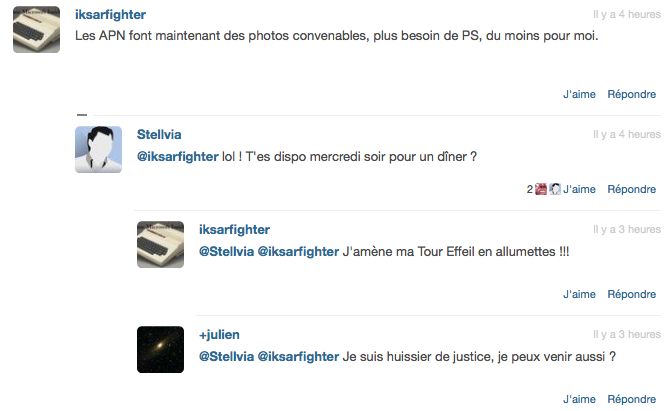 iksarfighter Il y a 4 heures
Les APN font maintenant des photos convenables, plus besoin de PS, du moins pour moi.
J'aime Répondre
Stellvia Il y a 4 heures
@iksarfighter lol ! T'es dispo mercredi soir pour un dîner ?
2 J'aime Répondre
iksarfighter Il y a 3 heures
@Stellvia @iksarfighter J'amène ma Tour Effeil en allumettes !!!
J'aime Répondre
+julien Il y a 3 heures
@Stellvia @iksarfighter Je suis huissier de justice, je peux venir aussi ?
J'aime Répondre